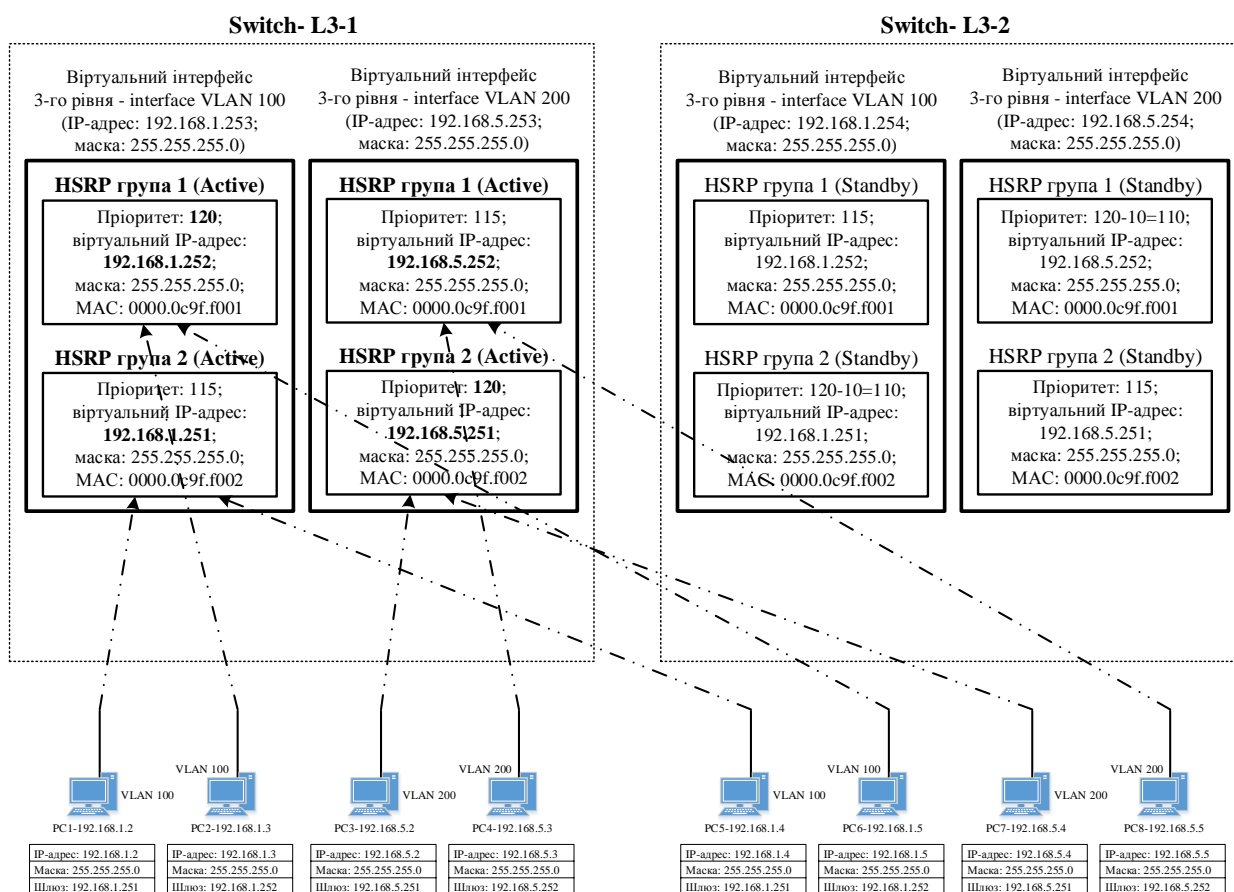 Switch- L3-1
Віртуальний інтерфейс
3-го рівня - interface VLAN 100
(IP-адрес: 192.168.1.253;
маска: 255.255.255.0)
HSRP група 1 (Active)
Пріоритет: 120;
віртуальний IP-адрес:
192.168.1.252;
маска: 255.255.255.0;
MAC: 0000.0c9f.f001
HSRP група 2 (Active)
Пріоритет: 115;
віртуальний IP-адрес:
192.168.1.251;
маска: 255.255.255.0;
MAC: 0000.0c9f.f002
Віртуальний інтерфейс
3-го рівня - interface VLAN 200
(IP-адрес: 192.168.5.253;
маска: 255.255.255.0)
HSRP група 1 (Active)
Пріоритет: 115;
віртуальний IP-адрес:
192.168.5.252;
маска: 255.255.255.0;
MAC: 0000.0c9f.f001
HSRP група 2 (Active)
Пріоритет: 120;
віртуальний IP-адрес:
192.168.5.251;
маска: 255.255.255.0;
MAC: 0000.0c9f.f002
Switch- L3-2
Віртуальний інтерфейс
3-го рівня - interface VLAN 100
(IP-адрес: 192.168.1.254;
маска: 255.255.255.0)
HSRP група 1 (Standby)
Пріоритет: 115;
віртуальний IP-адрес:
192.168.1.252;
маска: 255.255.255.0;
MAC: 0000.0c9f.f001
HSRP група 2 (Standby)
Пріоритет: 120-10=110;
віртуальний IP-адрес:
192.168.1.251;
маска: 255.255.255.0;
MAC: 0000.0c9f.f002
Віртуальний інтерфейс
3-го рівня - interface VLAN 200
(IP-адрес: 192.168.5.254;
маска: 255.255.255.0)
HSRP група 1 (Standby)
Пріоритет: 120-10=110;
віртуальний IP-адрес:
192.168.5.252;
маска: 255.255.255.0;
MAC: 0000.0c9f.f001
HSRP група 2 (Standby)
Пріоритет: 115;
віртуальний IP-адрес:
192.168.5.251;
маска: 255.255.255.0;
MAC: 0000.0c9f.f002
VLAN 100
PC1-192.168.1.2
IP-адрес: 192.168.1.2
Маска: 255.255.255.0
Шлюз: 192.168.1.251
VLAN 100
PC2-192.168.1.3
IP-адрес: 192.168.1.3
Маска: 255.255.255.0
Шлюз: 192.168.1.252
VLAN 200
PC3-192.168.5.2
IP-адрес: 192.168.5.2
Маска: 255.255.255.0
Шлюз: 192.168.5.251
VLAN 200
PC4-192.168.5.3
IP-адрес: 192.168.5.3
Маска: 255.255.255.0
Шлюз: 192.168.5.252
VLAN 100
PC5-192.168.1.4
IP-адрес: 192.168.1.4
Маска: 255.255.255.0
Шлюз: 192.168.1.251
VLAN 100
PC6-192.168.1.5
IP-адрес: 192.168.1.5
Маска: 255.255.255.0
Шлюз: 192.168.1.252
VLAN 200
PC7-192.168.5.4
IP-адрес: 192.168.5.4
Маска: 255.255.255.0
Шлюз: 192.168.5.251
VLAN 200
PC8-192.168.5.5
IP-адрес: 192.168.5.5
Маска: 255.255.255.0
Шлюз: 192.168.5.252